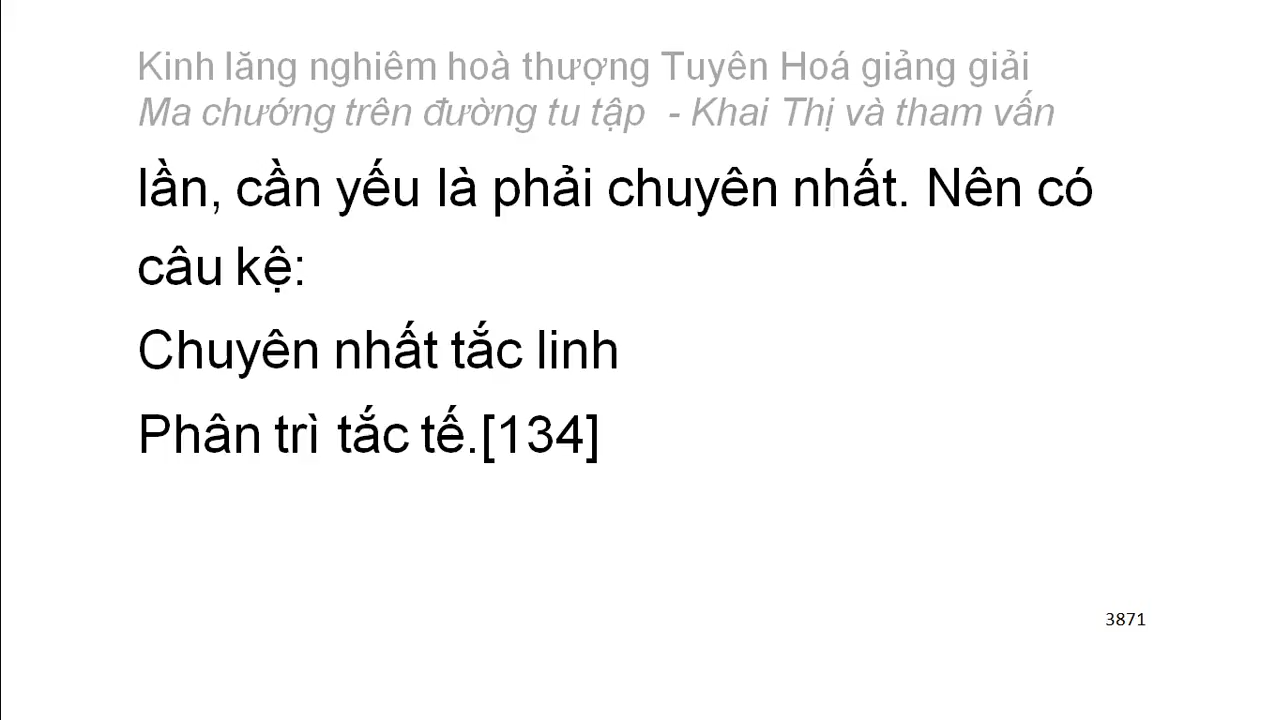 Kinh lăng nghiêm hoà thượng Tuyên Hoá giảng giải
Ma chướng trên đường tu tập  - Khai Thị và tham vấn
lần, cần yếu là phải chuyên nhất. Nên có
câu kệ:
Chuyên nhất tắc linh
Phân trì tắc tế.[134]
3871